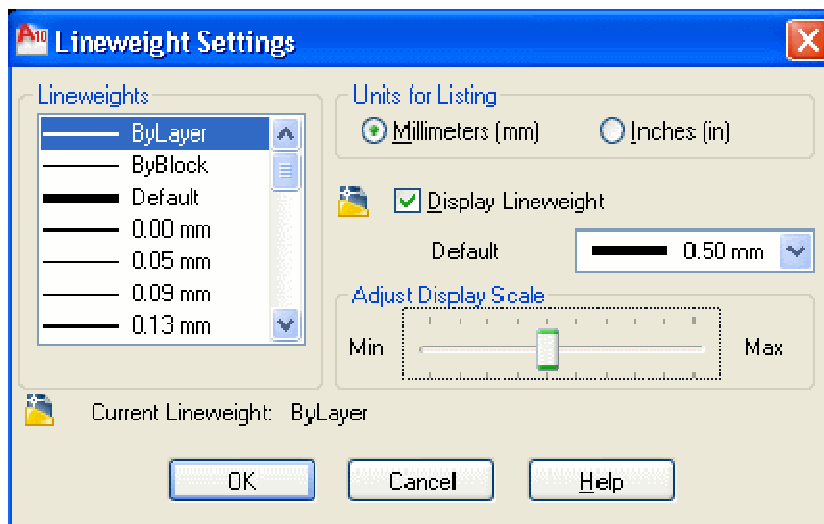 A10 Lineweight Settings
Lineweights
ByLayer
ByBlock
Default
0.00 mm
0.05 mm
0.09 mm
0.13 mm
Units for Listing
Millimeters (mm) Inches (in)
Display Lineweight
Default 0.50 mm
Adjust Display Scale
Min Max
Current Lineweight: ByLayer
OK Cancel Help